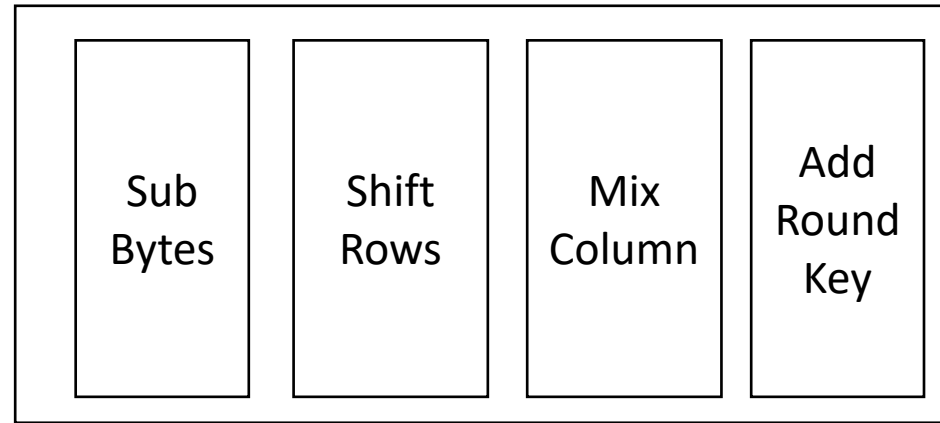 Sub
Bytes
Shift
Rows
Mix
Column
Add
Round
Key